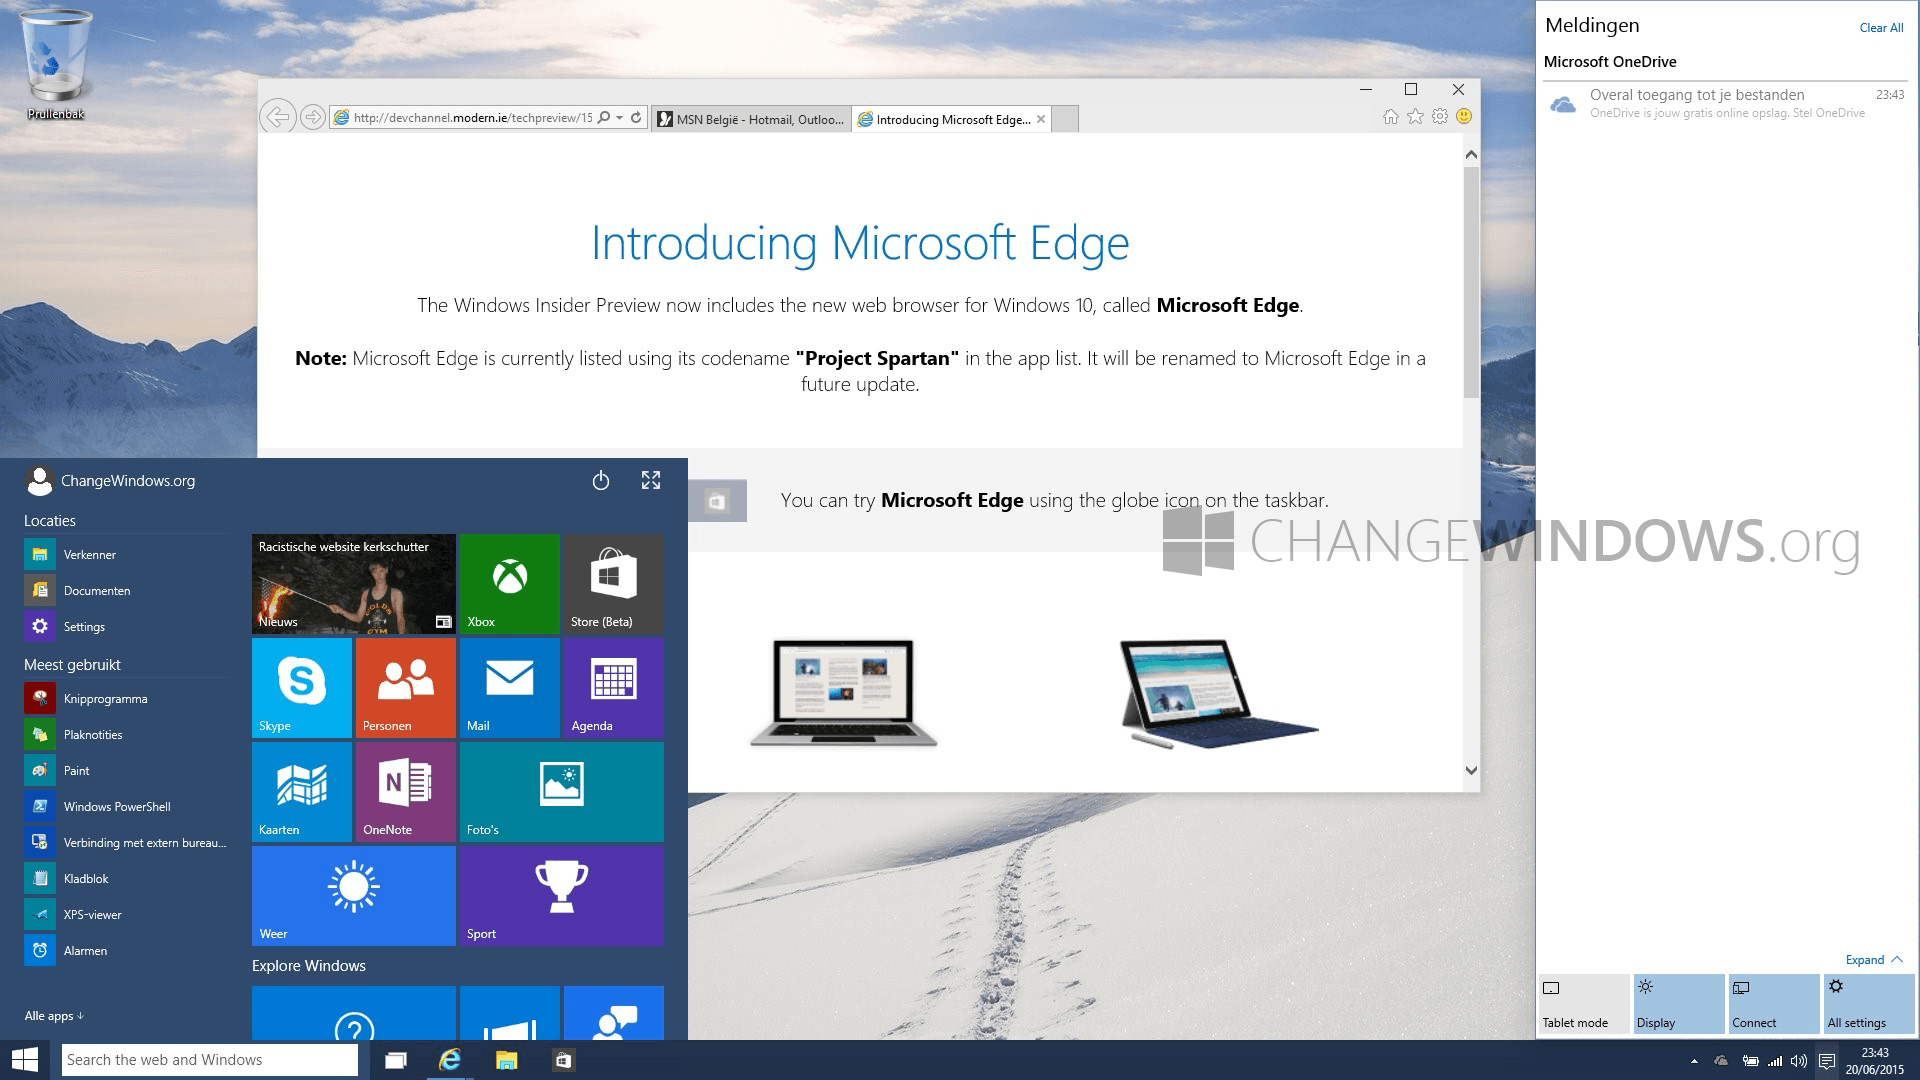 Prullenbak
http://devchannel.modern.ie/techpreview/15
MSN België - Hotmail, Outloo...
Introducing Microsoft Edge...
Introducing Microsoft Edge
The Windows Insider Preview now includes the new web browser for Windows 10, called Microsoft Edge.
Note: Microsoft Edge is currently listed using its codename "Project Spartan" in the app list. It will be renamed to Microsoft Edge in a
future update.
You can try Microsoft Edge using the globe icon on the taskbar.
CHANGEWINDOWS.org
Meldingen
Clear All
Microsoft OneDrive
Overal toegang tot je bestanden
23:43
OneDrive is jouw gratis online opslag. Stel OneDrive
Expand
Tablet mode
Display
Connect
All settings
ChangeWindows.org
Locaties
Verkenner
Documenten
Settings
Meest gebruikt
Knipprogramma
Plaknotities
Paint
Windows PowerShell
Verbinding met extern bureau...
Kladblok
XPS-viewer
Alarmen
Alle apps
Racistische website kerkschutter
GOLD'S
GYM
Nieuws
Xbox
Store (Beta)
Skype
Personen
Mail
Agenda
Kaarten
OneNote
Foto's
Weer
Sport
Explore Windows
Search the web and Windows
23:43
20/06/2015